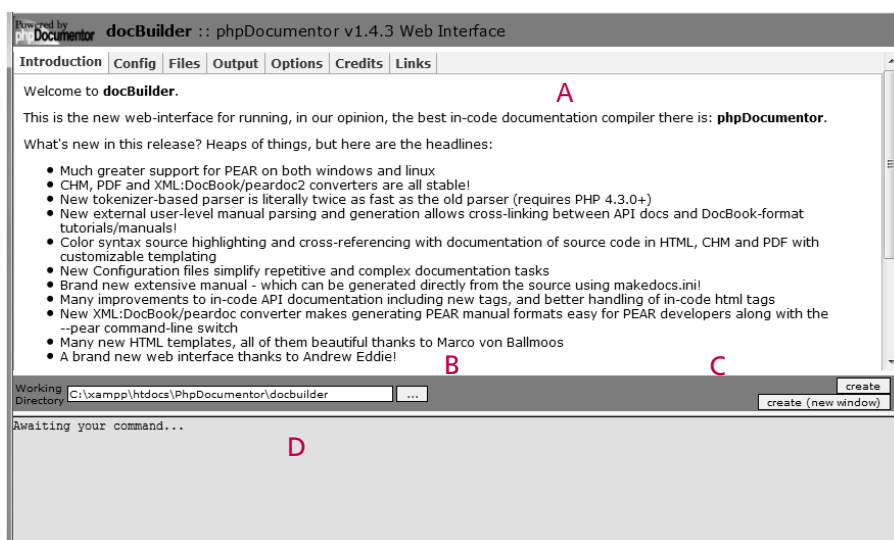 Powered by
phpDocumentor docBuilder :: phpDocumentor v1.4.3 Web Interface
Introduction Config Files Output Options Credits Links
A
Welcome to docBuilder.
This is the new web-interface for running, in our opinion, the best in-code documentation compiler there is: phpDocumentor.
What's new in this release? Heaps of things, but here are the headlines:
• Much greater support for PEAR on both windows and linux
• CHM, PDF and XML:DocBook/peardoc2 converters are all stable!
• New tokenizer-based parser is literally twice as fast as the old parser (requires PHP 4.3.0+)
• New external user-level manual parsing and generation allows cross-linking between API docs and DocBook-format
tutorials/manuals!
• Color syntax source highlighting and cross-referencing with documentation of source code in HTML, CHM and PDF with
customizable templating
• New Configuration files simplify repetitive and complex documentation tasks
• Brand new extensive manual - which can be generated directly from the source using makedocs.ini!
• Many improvements to in-code API documentation including new tags, and better handling of in-code html tags
• New XML:DocBook/peardoc converter makes generating PEAR manual formats easy for PEAR developers along with the
--pear command-line switch
• Many new HTML templates, all of them beautiful thanks to Marco von Ballmoos
• A brand new web interface thanks to Andrew Eddie!
B
C
Working
Directory C:\xampp\htdocs\PhpDocumentor\docbuilder ...
create
create (new window)
Awaiting your command...
D